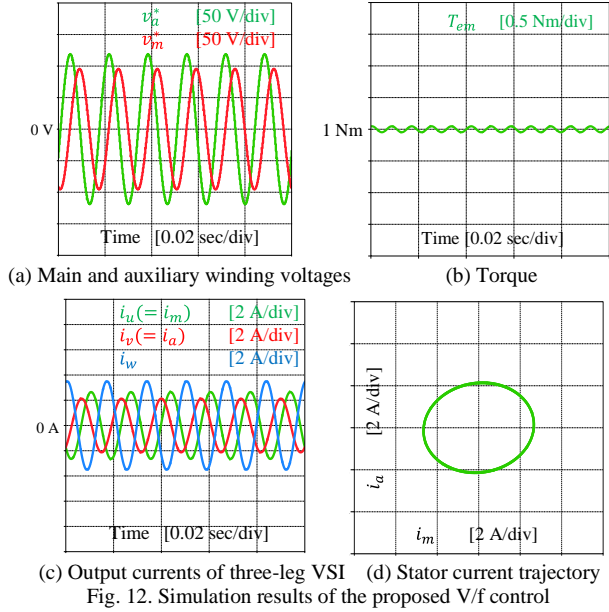 v_a^* [50 V/div]
v_m^* [50 V/div]
0 V
Time [0.02 sec/div]
(a) Main and auxiliary winding voltages
T_em [0.5 Nm/div]
1 Nm
Time [0.02 sec/div]
(b) Torque
i_u(= i_m) [2 A/div]
i_v(= i_a) [2 A/div]
i_w [2 A/div]
0 A
Time [0.02 sec/div]
(c) Output currents of three-leg VSI
i_a [2 A/div]
i_m [2 A/div]
(d) Stator current trajectory
Fig. 12. Simulation results of the proposed V/f control